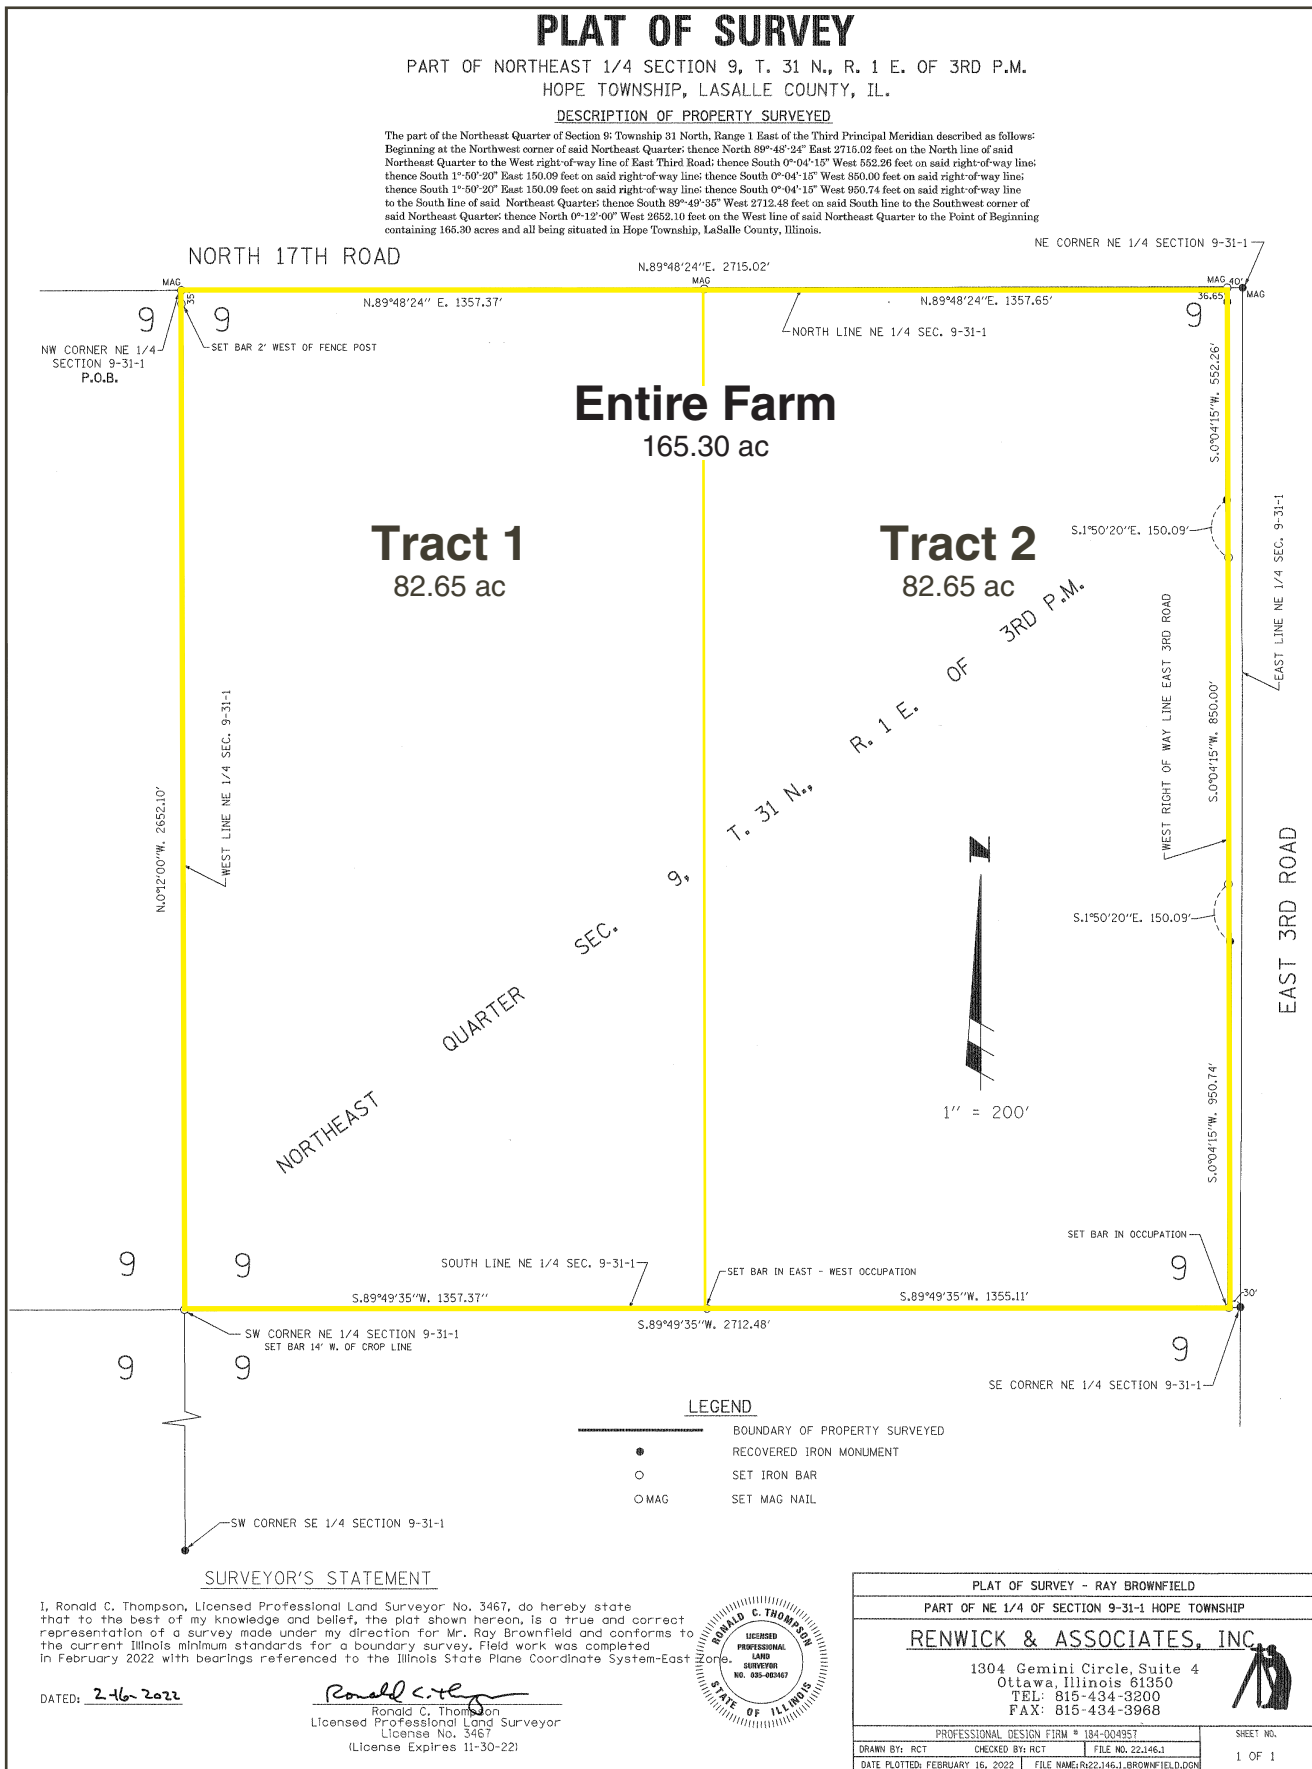 PLAT OF SURVEY
PART OF NORTHEAST 1/4 SECTION 9, T. 31 N., R. 1 E. OF 3RD P.M.
HOPE TOWNSHIP, LASALLE COUNTY, IL.
DESCRIPTION OF PROPERTY SURVEYED
The part of the Northeast Quarter of Section 9; Township 31 North, Range 1 East of the Third Principal Meridian described as follows:
Beginning at the Northwest corner of said Northeast Quarter; thence North 89°-48'-24" East 2715.02 feet on the North line of said
Northeast Quarter to the West right-of-way line of East Third Road; thence South 0°-04'-15" West 552.26 feet on said right-of-way line;
thence South 1°-50'-20" East 150.09 feet on said right-of-way line; thence South 0°-04'-15" West 850.00 feet on said right-of-way line;
thence South 1°-50'-20" East 150.09 feet on said right-of-way line; thence South 0°-04'-15" West 950.74 feet on said right-of-way line
to the South line of said Northeast Quarter; thence South 89°-49'-35" West 2712.48 feet on said South line to the Southwest corner of
said Northeast Quarter; thence North 0°-12'-00" West 2652.10 feet on the West line of said Northeast Quarter to the Point of Beginning
containing 165.30 acres and all being situated in Hope Township, LaSalle County, Illinois.
NE CORNER NE 1/4 SECTION 9-31-1
NORTH 17TH ROAD
N.89°48'24"E. 2715.02'
MAG
MAG
MAG
40'
MAG
35'
N.89°48'24" E. 1357.37'
N.89°48'24"E. 1357.65'
36.65'
9
9
9
NORTH LINE NE 1/4 SEC. 9-31-1
NW CORNER NE 1/4
SECTION 9-31-1
P.O.B.
SET BAR 2' WEST OF FENCE POST
S.0°04'15"W. 552.26'
Entire Farm
165.30 ac
Tract 1
82.65 ac
Tract 2
82.65 ac
S.1°50'20"E. 150.09'
EAST LINE NE 1/4 SEC. 9-31-1
NORTHEAST QUARTER SEC. 9, T. 31 N., R. 1 E. OF 3RD P.M.
WEST RIGHT OF WAY LINE EAST 3RD ROAD
S.0°04'15"W. 850.00'
WEST LINE NE 1/4 SEC. 9-31-1
N.0°12'00"W. 2652.10'
N
S.1°50'20"E. 150.09'
EAST 3RD ROAD
1" = 200'
S.0°04'15"W. 950.74'
SET BAR IN OCCUPATION
9
9
9
SOUTH LINE NE 1/4 SEC. 9-31-1
SET BAR IN EAST - WEST OCCUPATION
S.89°49'35"W. 1357.37"
S.89°49'35"W. 1355.11'
30'
S.89°49'35"W. 2712.48'
SW CORNER NE 1/4 SECTION 9-31-1
SET BAR 14' W. OF CROP LINE
9
9
9
SE CORNER NE 1/4 SECTION 9-31-1
LEGEND
BOUNDARY OF PROPERTY SURVEYED
RECOVERED IRON MONUMENT
SET IRON BAR
MAG SET MAG NAIL
SW CORNER SE 1/4 SECTION 9-31-1
SURVEYOR'S STATEMENT
I, Ronald C. Thompson, Licensed Professional Land Surveyor No. 3467, do hereby state
that to the best of my knowledge and belief, the plat shown hereon, is a true and correct
representation of a survey made under my direction for Mr. Ray Brownfield and conforms to
the current Illinois minimum standards for a boundary survey. Field work was completed
in February 2022 with bearings referenced to the Illinois State Plane Coordinate System-East Zone.
DATED: 2-16-2022
Ronald C. Thompson
Licensed Professional Land Surveyor
License No. 3467
(License Expires 11-30-22)
RONALD C. THOMPSON
LICENSED
PROFESSIONAL
LAND
SURVEYOR
NO. 035-003467
STATE OF ILLINOIS
PLAT OF SURVEY - RAY BROWNFIELD
PART OF NE 1/4 OF SECTION 9-31-1 HOPE TOWNSHIP
RENWICK & ASSOCIATES, INC.
1304 Gemini Circle, Suite 4
Ottawa, Illinois 61350
TEL: 815-434-3200
FAX: 815-434-3968
PROFESSIONAL DESIGN FIRM # 184-004957
SHEET NO.
DRAWN BY: RCT CHECKED BY: RCT FILE NO. 22.146.1
1 OF 1
DATE PLOTTED: FEBRUARY 16, 2022 FILE NAME:R:22.146.1.BROWNFIELD.DGN